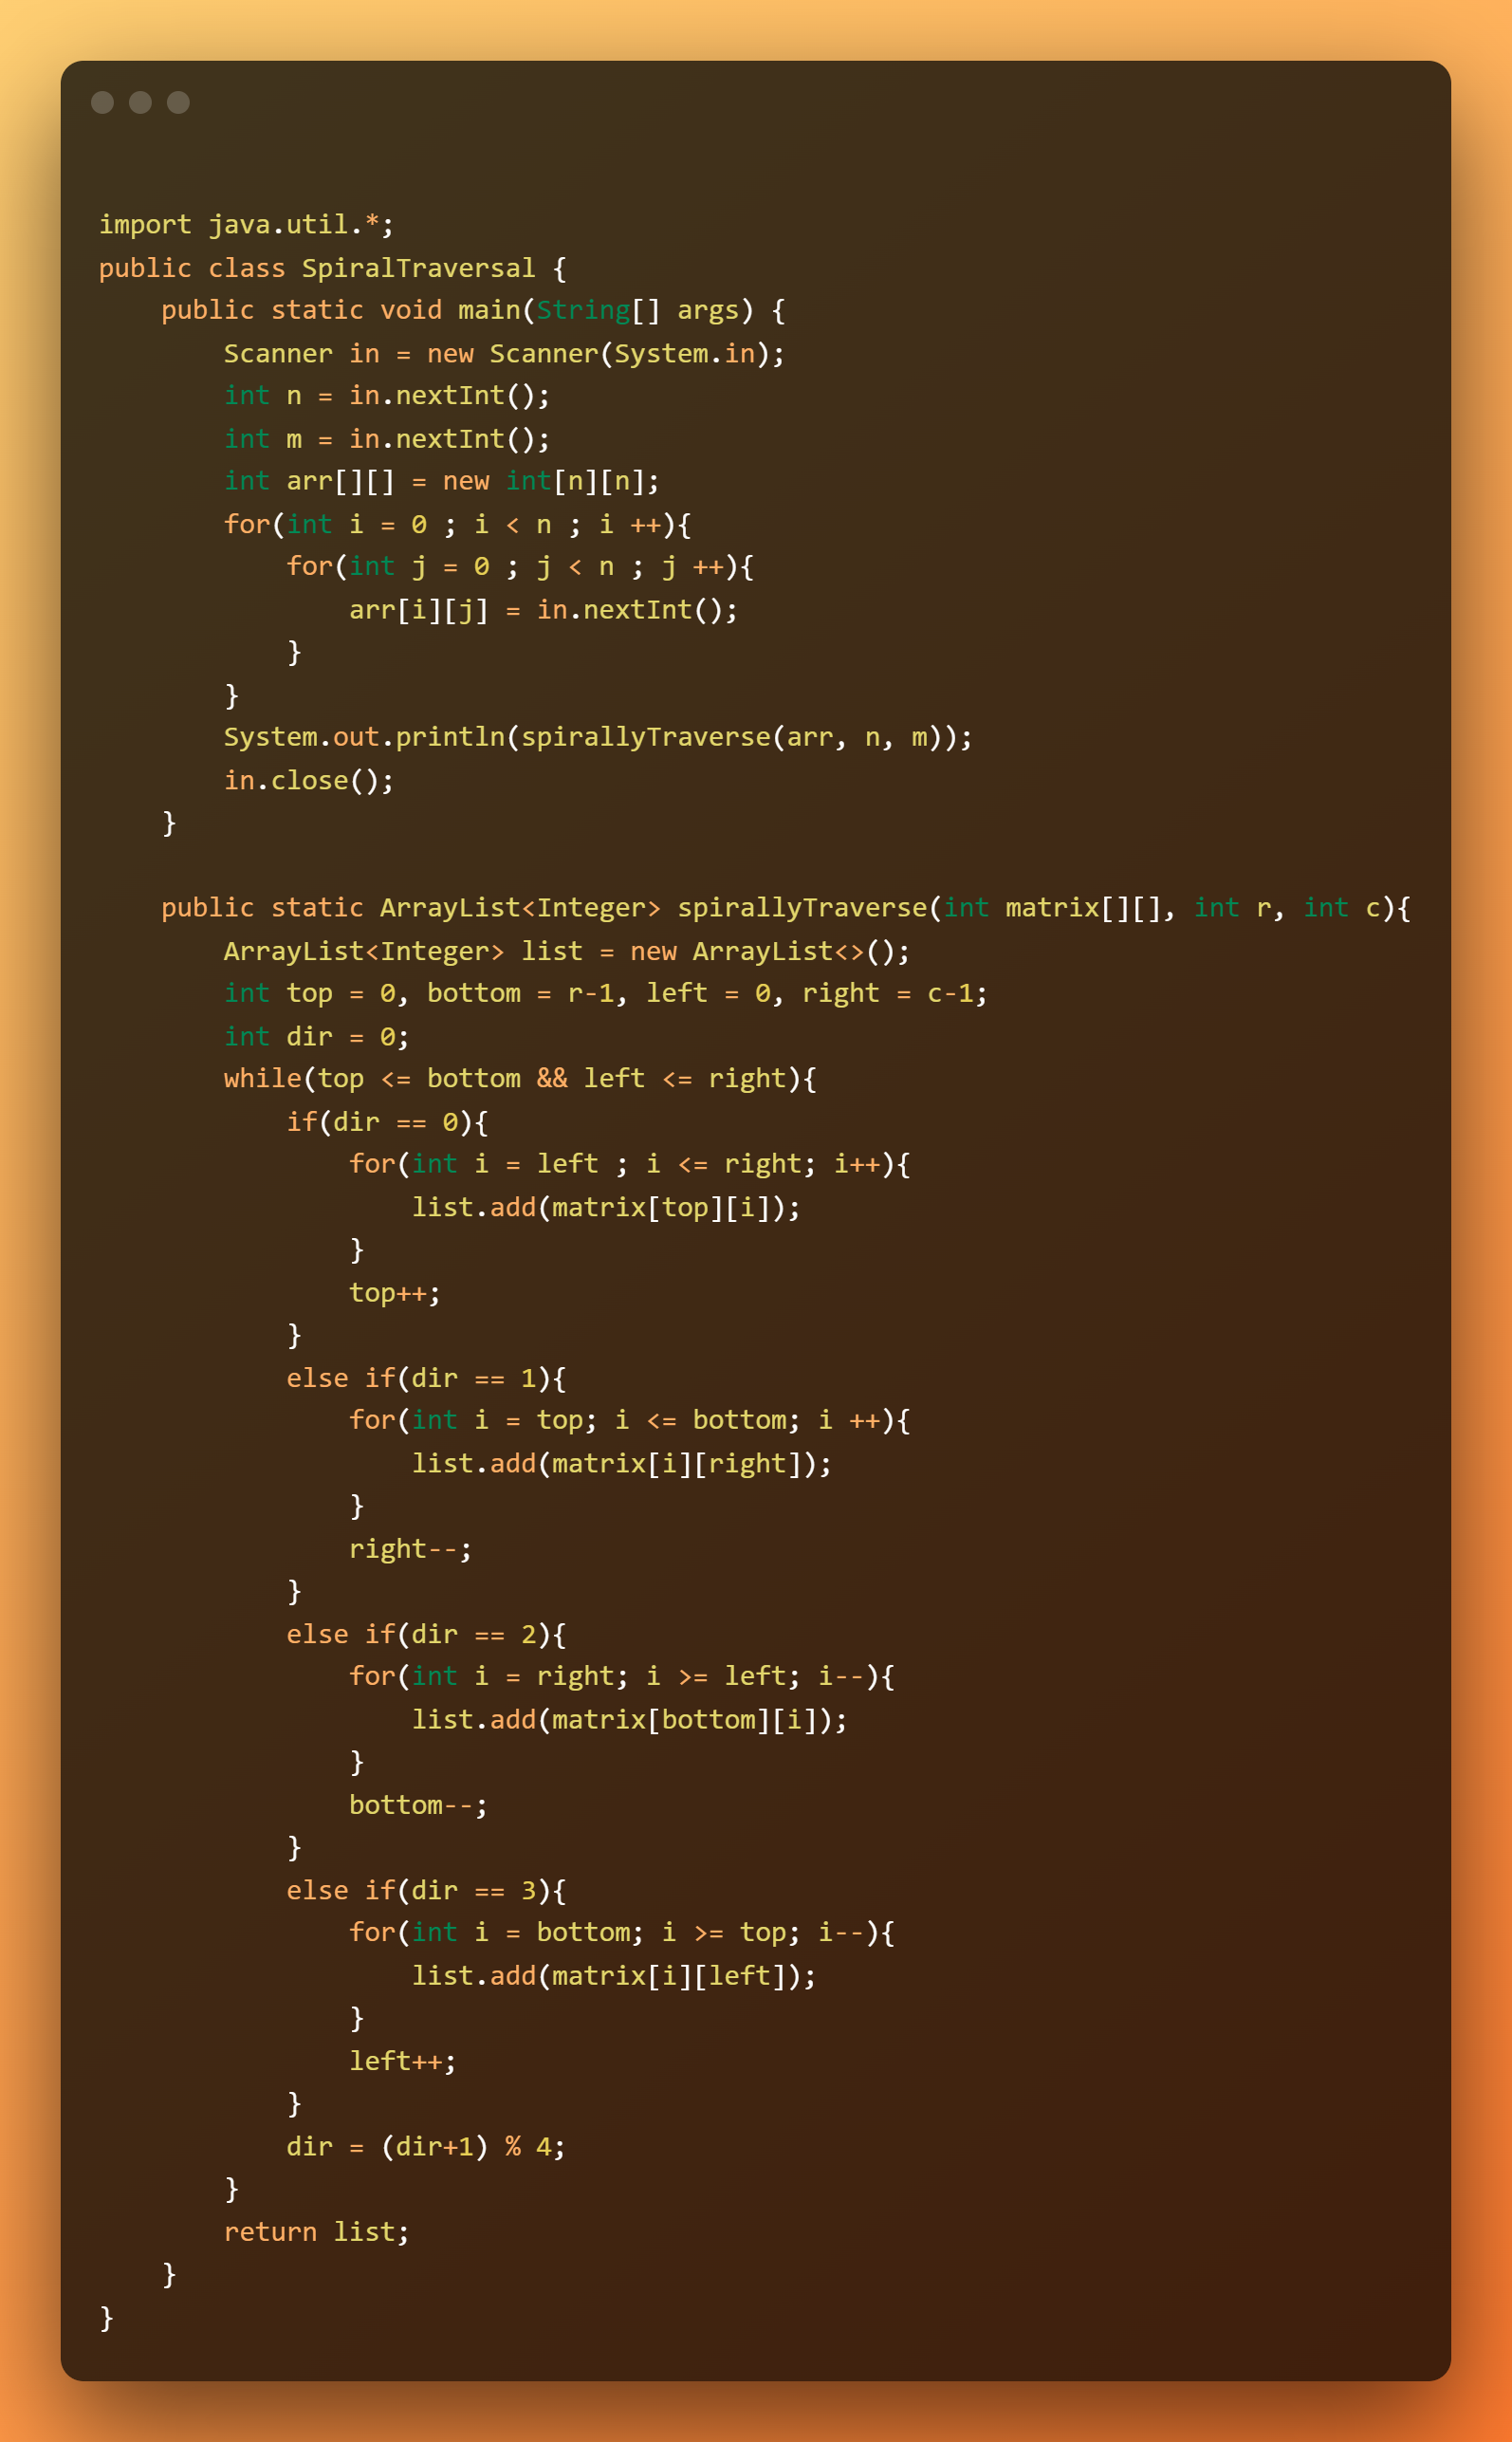 import java.util.*;
public class SpiralTraversal {
    public static void main(String[] args) {
        Scanner in = new Scanner(System.in);
        int n = in.nextInt();
        int m = in.nextInt();
        int arr[][] = new int[n][n];
        for(int i = 0 ; i < n ; i ++){
            for(int j = 0 ; j < n ; j ++){
                arr[i][j] = in.nextInt();
            }
        }
        System.out.println(spirallyTraverse(arr, n, m));
        in.close();
    }

    public static ArrayList<Integer> spirallyTraverse(int matrix[][], int r, int c){
        ArrayList<Integer> list = new ArrayList<>();
        int top = 0, bottom = r-1, left = 0, right = c-1;
        int dir = 0;
        while(top <= bottom && left <= right){
            if(dir == 0){
                for(int i = left ; i <= right; i++){
                    list.add(matrix[top][i]);
                }
                top++;
            }
            else if(dir == 1){
                for(int i = top; i <= bottom; i ++){
                    list.add(matrix[i][right]);
                }
                right--;
            }
            else if(dir == 2){
                for(int i = right; i >= left; i--){
                    list.add(matrix[bottom][i]);
                }
                bottom--;
            }
            else if(dir == 3){
                for(int i = bottom; i >= top; i--){
                    list.add(matrix[i][left]);
                }
                left++;
            }
            dir = (dir+1) % 4;
        }
        return list;
    }
}